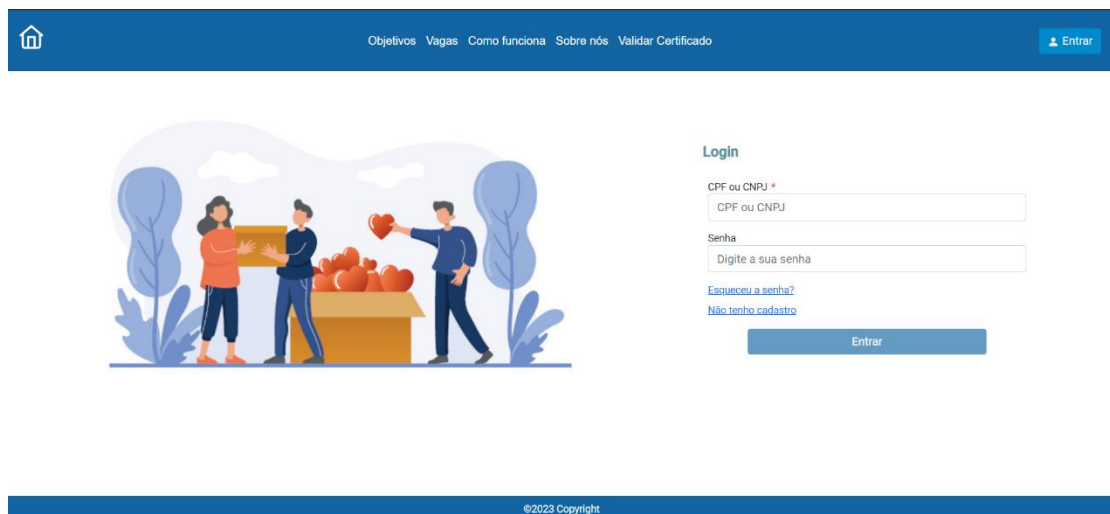 Objetivos Vagas Como funciona Sobre nós Validar Certificado
Entrar
Login
CPF ou CNPJ *
CPF ou CNPJ
Senha
Digite a sua senha
Esqueceu a senha?
Não tenho cadastro
Entrar
©2023 Copyright